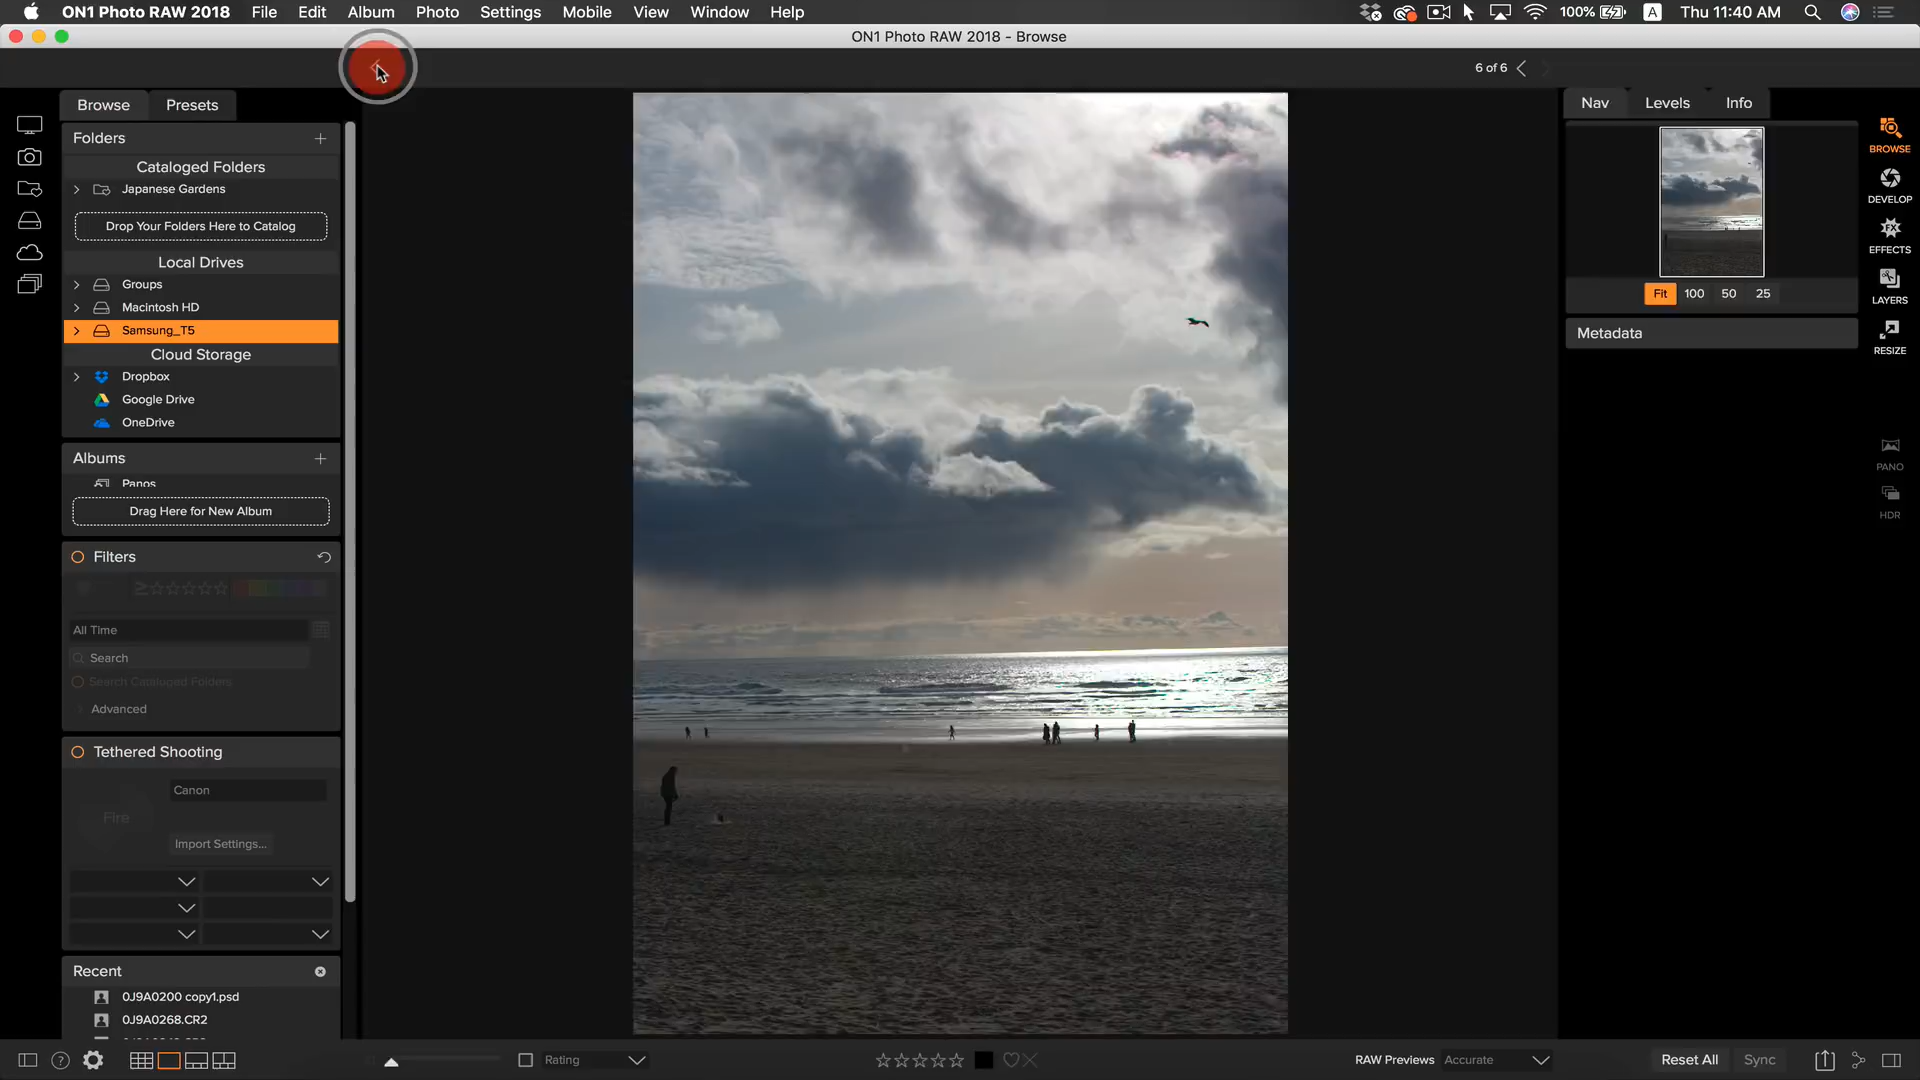 ON1 Photo RAW 2018 File Edit Album Photo Settings Mobile View Window Help 100% A Thu 11:40 AM
ON1 Photo RAW 2018 - Browse
6 of 6
Browse Presets
Folders
Cataloged Folders
Japanese Gardens
Drop Your Folders Here to Catalog
Local Drives
Groups
Macintosh HD
Samsung_T5
Cloud Storage
Dropbox
Google Drive
OneDrive
Albums
Panos
Drag Here for New Album
Filters
All Time
Search
Search Cataloged Folders
Advanced
Tethered Shooting
Canon
Fire
Import Settings...
Recent
0J9A0200 copy1.psd
0J9A0268.CR2
Nav Levels Info
Fit 100 50 25
Metadata
BROWSE
DEVELOP
EFFECTS
LAYERS
RESIZE
PANO
HDR
Rating
RAW Previews Accurate
Reset All Sync